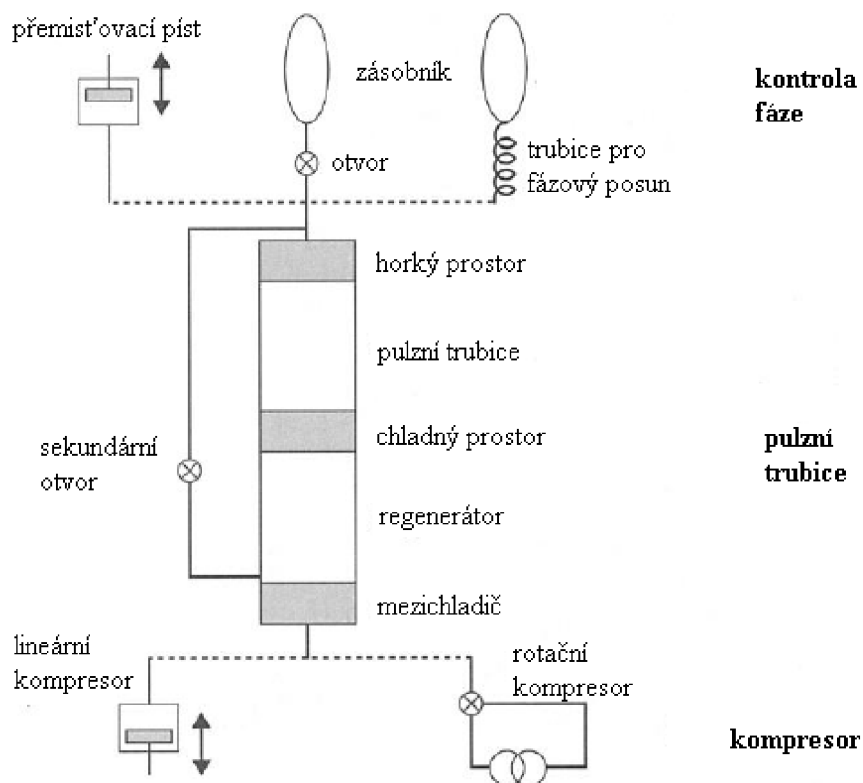 přemisťovací píst
zásobník
kontrola
fáze
otvor
trubice pro
fázový posun
horký prostor
pulzní trubice
chladný prostor
sekundární
otvor
pulzní
trubice
regenerátor
mezichladič
lineární
kompresor
rotační
kompresor
kompresor